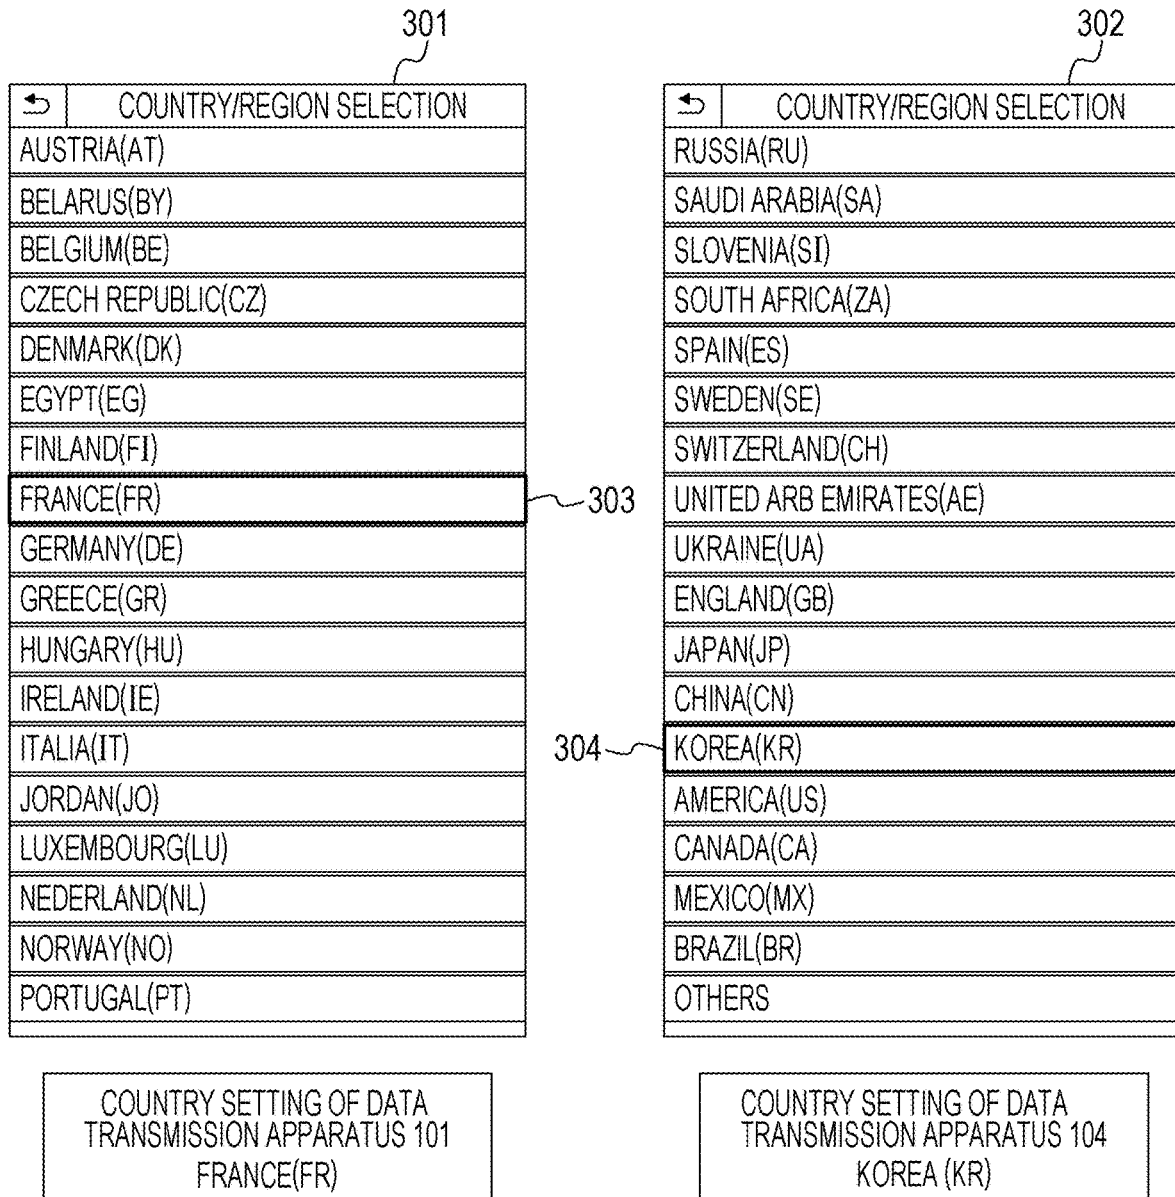 301
COUNTRY/REGION SELECTION
AUSTRIA(AT)
BELARUS(BY)
BELGIUM(BE)
CZECH REPUBLIC(CZ)
DENMARK(DK)
EGYPT(EG)
FINLAND(FI)
FRANCE(FR)
303
GERMANY(DE)
GREECE(GR)
HUNGARY(HU)
IRELAND(IE)
ITALIA(IT)
JORDAN(JO)
LUXEMBOURG(LU)
NEDERLAND(NL)
NORWAY(NO)
PORTUGAL(PT)
COUNTRY SETTING OF DATA
TRANSMISSION APPARATUS 101
FRANCE(FR)
302
COUNTRY/REGION SELECTION
RUSSIA(RU)
SAUDI ARABIA(SA)
SLOVENIA(SI)
SOUTH AFRICA(ZA)
SPAIN(ES)
SWEDEN(SE)
SWITZERLAND(CH)
UNITED ARB EMIRATES(AE)
UKRAINE(UA)
ENGLAND(GB)
JAPAN(JP)
CHINA(CN)
304
KOREA(KR)
AMERICA(US)
CANADA(CA)
MEXICO(MX)
BRAZIL(BR)
OTHERS
COUNTRY SETTING OF DATA
TRANSMISSION APPARATUS 104
KOREA (KR)